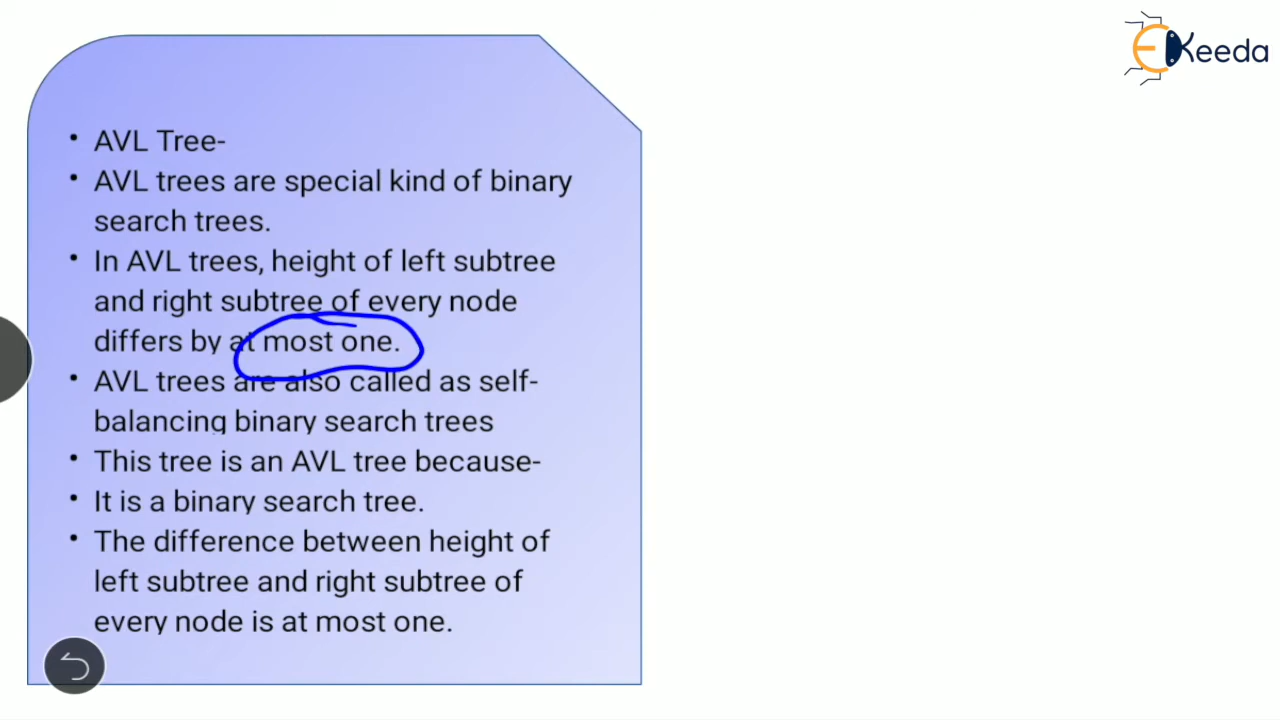 EKeeda
AVL Tree-
AVL trees are special kind of binary
search trees.
In AVL trees, height of left subtree
and right subtree of every node
differs by at most one.
AVL trees are also called as self-
balancing binary search trees
This tree is an AVL tree because-
It is a binary search tree.
The difference between height of
left subtree and right subtree of
every node is at most one.